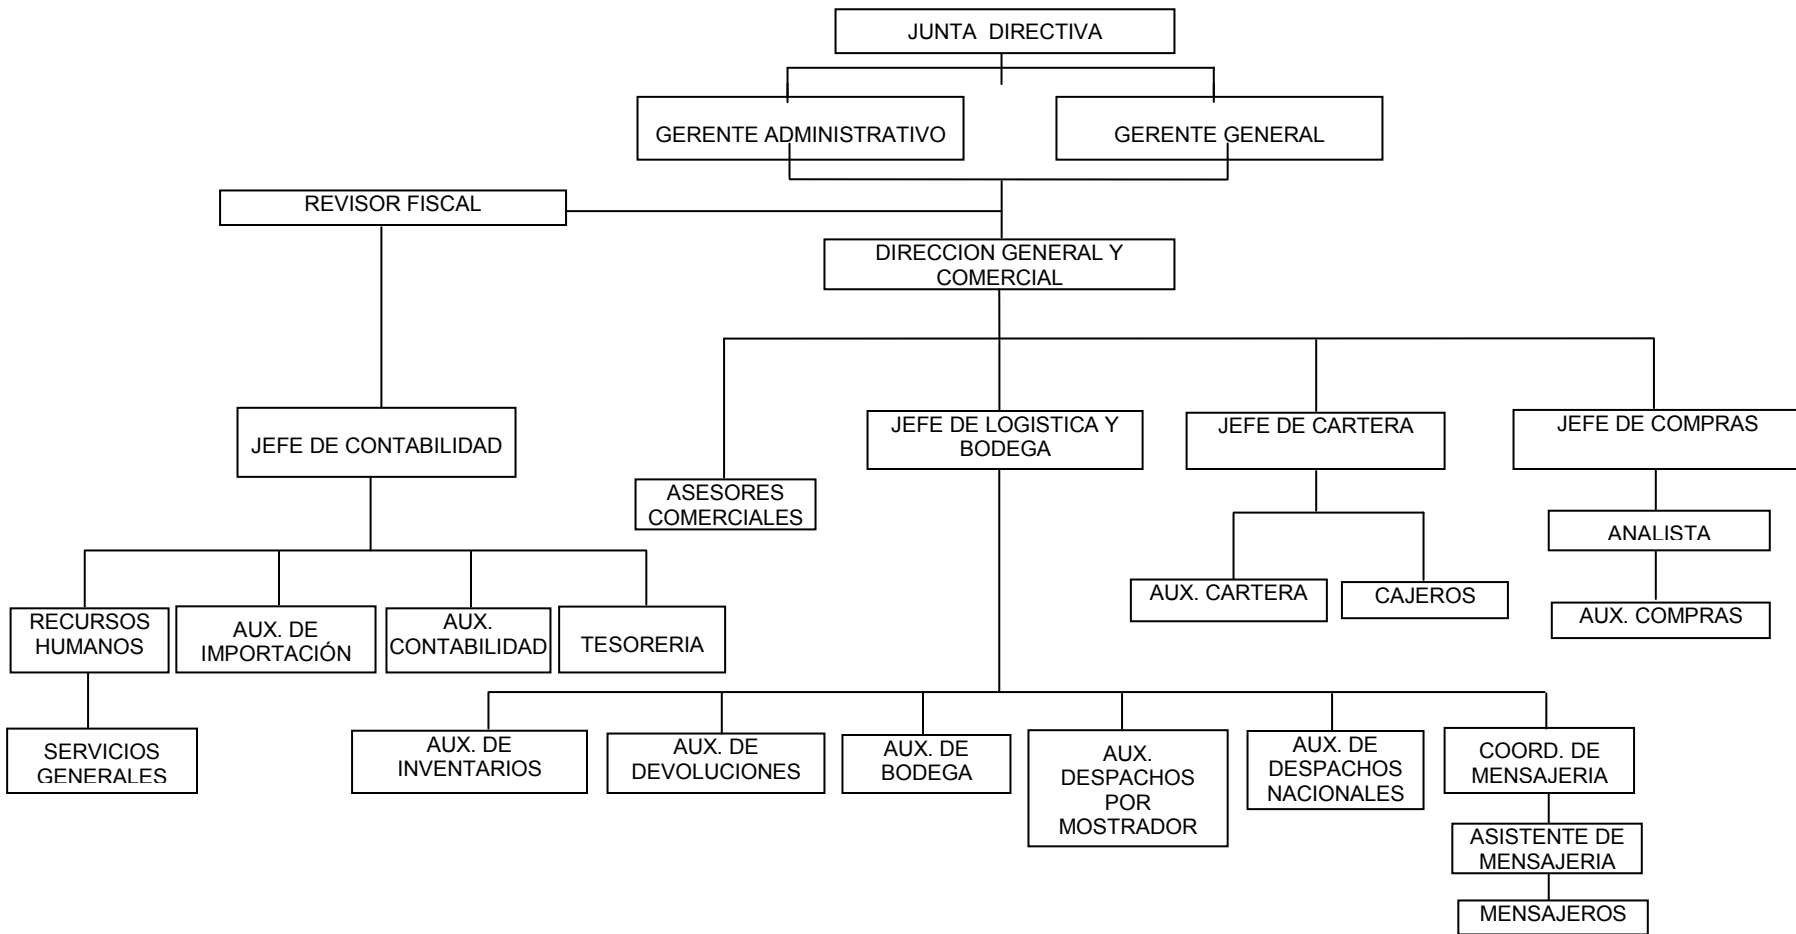 JUNTA DIRECTIVA
GERENTE ADMINISTRATIVO
GERENTE GENERAL
REVISOR FISCAL
DIRECCION GENERAL Y
COMERCIAL
JEFE DE CONTABILIDAD
JEFE DE LOGISTICA Y
BODEGA
JEFE DE CARTERA
JEFE DE COMPRAS
ASESORES
COMERCIALES
ANALISTA
AUX. CARTERA
CAJEROS
AUX. COMPRAS
RECURSOS
HUMANOS
AUX. DE
IMPORTACIÓN
AUX.
CONTABILIDAD
TESORERIA
SERVICIOS
GENERALES
AUX. DE
INVENTARIOS
AUX. DE
DEVOLUCIONES
AUX. DE
BODEGA
AUX.
DESPACHOS
POR
MOSTRADOR
AUX. DE
DESPACHOS
NACIONALES
COORD. DE
MENSAJERIA
ASISTENTE DE
MENSAJERIA
MENSAJEROS